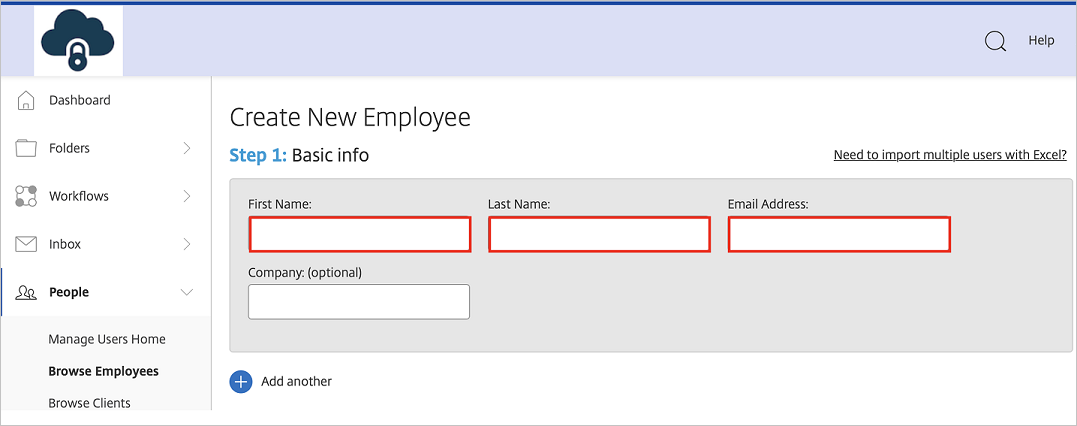 Help
Dashboard
Folders
Workflows
Inbox
People
Manage Users Home
Browse Employees
Browse Clients
Create New Employee
Step 1: Basic info
Need to import multiple users with Excel?
First Name:
Last Name:
Email Address:
Company: (optional)
Add another